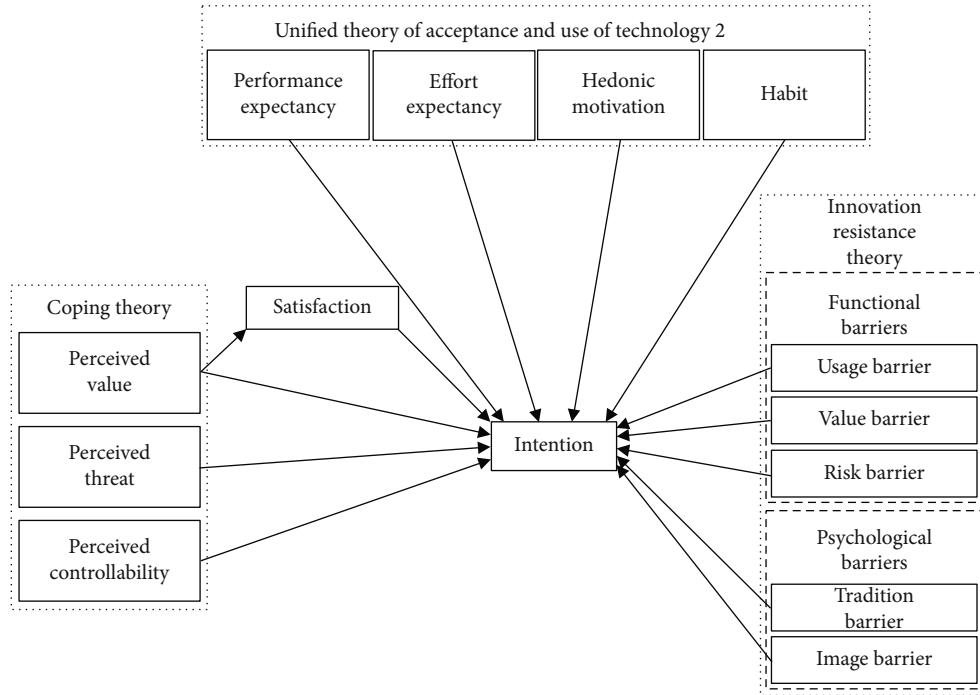 Unified theory of acceptance and use of technology 2
Performance
expectancy
Effort
expectancy
Hedonic
motivation
Habit
Innovation
resistance
theory
Functional
barriers
Usage barrier
Value barrier
Risk barrier
Psychological
barriers
Tradition
barrier
Image barrier
Coping theory
Perceived
value
Perceived
threat
Perceived
controllability
Satisfaction
Intention